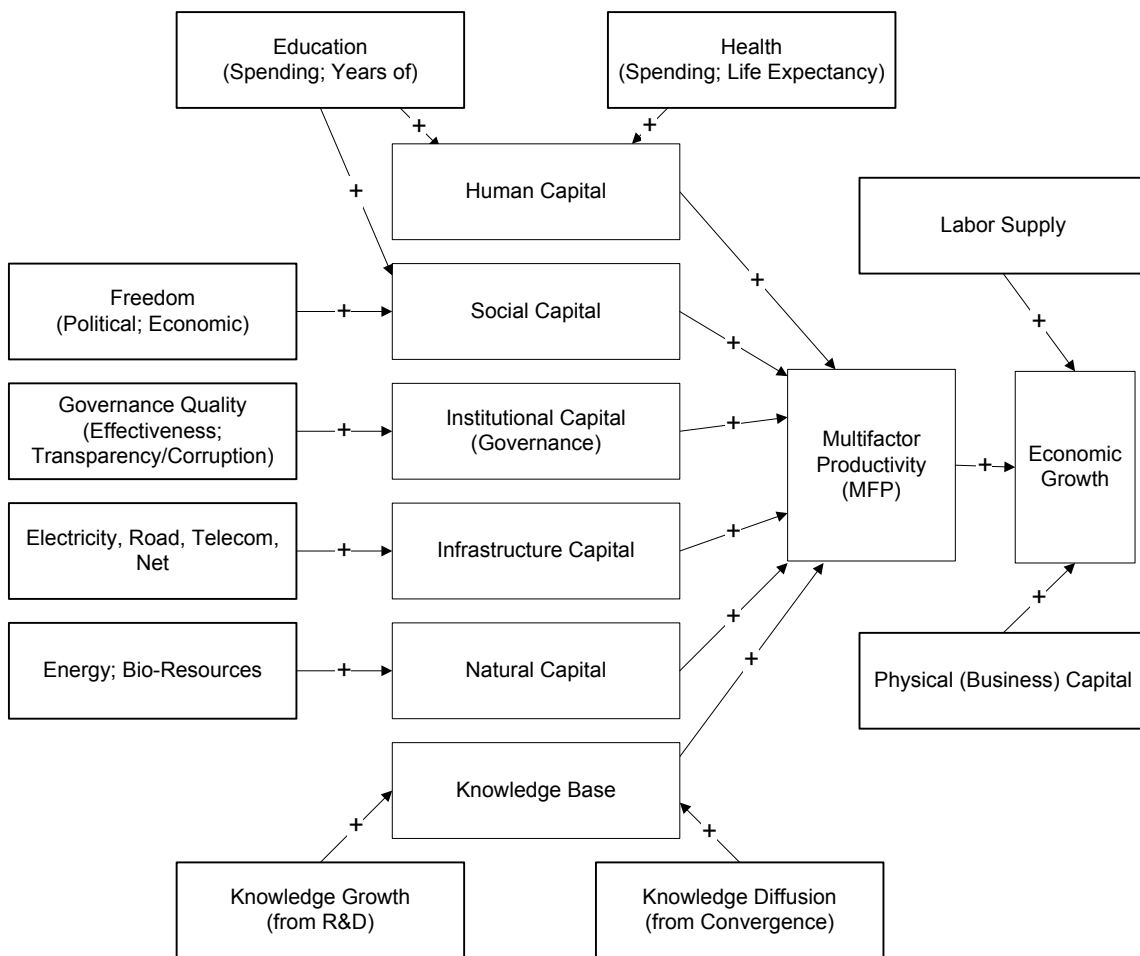 Education
(Spending; Years of)
Health
(Spending; Life Expectancy)
+
+
Human Capital
+
Labor Supply
Freedom
(Political; Economic)
+
Social Capital
+
+
+
Governance Quality
(Effectiveness;
Transparency/Corruption)
+
Institutional Capital
(Governance)
+
Multifactor
Productivity
(MFP)
+
Economic
Growth
Electricity, Road, Telecom,
Net
+
Infrastructure Capital
+
Energy; Bio-Resources
+
Natural Capital
+
+
+
Physical (Business) Capital
Knowledge Base
+
+
Knowledge Growth
(from R&D)
Knowledge Diffusion
(from Convergence)